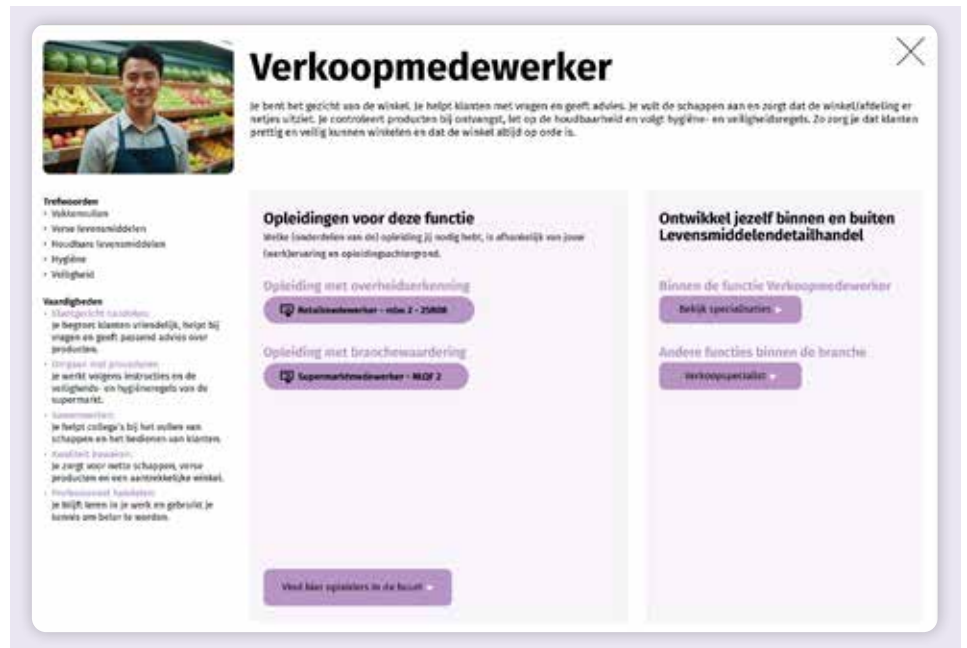 Verkoopmedewerker
Je bent het gezicht van de winkel. Je helpt klanten met vragen en geeft advies. Je vult de schappen aan en zorgt dat de winkel/afdeling er
netjes uitziet. Je controleert producten bij ontvangst, let op de houdbaarheid en volgt hygiëne- en veiligheidsregels. Zo zorg je dat klanten
prettig en veilig kunnen winkelen en dat de winkel altijd op orde is.
Trefwoorden
Vakkenvullen
Verse levensmiddelen
Houdbare levensmiddelen
Hygiëne
Veiligheid
Vaardigheden
Klantgericht handelen:
Je begroet klanten vriendelijk, helpt bij
vragen en geeft passend advies over
producten.
Omgaan met procedures:
Je werkt volgens instructies en de
veiligheids- en hygiëneregels van de
supermarkt.
Samenwerken:
Je helpt collega's bij het vullen van
schappen en het bedienen van klanten.
Kwaliteit bewaken:
Je zorgt voor nette schappen, verse
producten en een aantrekkelijke winkel.
Professioneel handelen:
Je blijft leren in je werk en gebruikt je
kennis om beter te worden.
Opleidingen voor deze functie
Welke (onderdelen van de) opleiding jij nodig hebt, is afhankelijk van jouw
(werk)ervaring en opleidingsachtergrond.
Opleiding met overheidserkenning
Retailmedewerker - mbo 2 - 25808
Opleiding met branchewaardering
Supermarktmedewerker - NLQF 2
Vind hier opleiders in de buurt
Ontwikkel jezelf binnen en buiten
Levensmiddelendetailhandel
Binnen de functie Verkoopmedewerker
Bekijk specialisaties
Andere functies binnen de branche
Verkoopspecialist